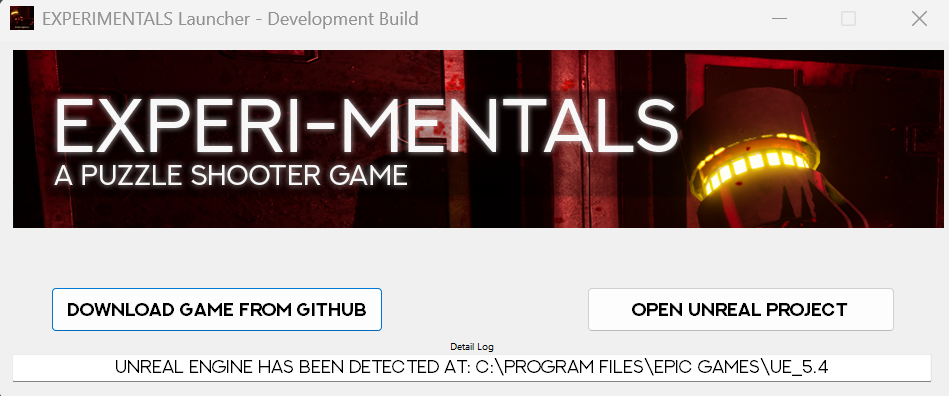 EXPERIMENTALS Launcher - Development Build
EXPERI-MENTALS
A PUZZLE SHOOTER GAME
DOWNLOAD GAME FROM GITHUB
OPEN UNREAL PROJECT
Detail Log
UNREAL ENGINE HAS BEEN DETECTED AT: C:\PROGRAM FILES\EPIC GAMES\UE_5.4